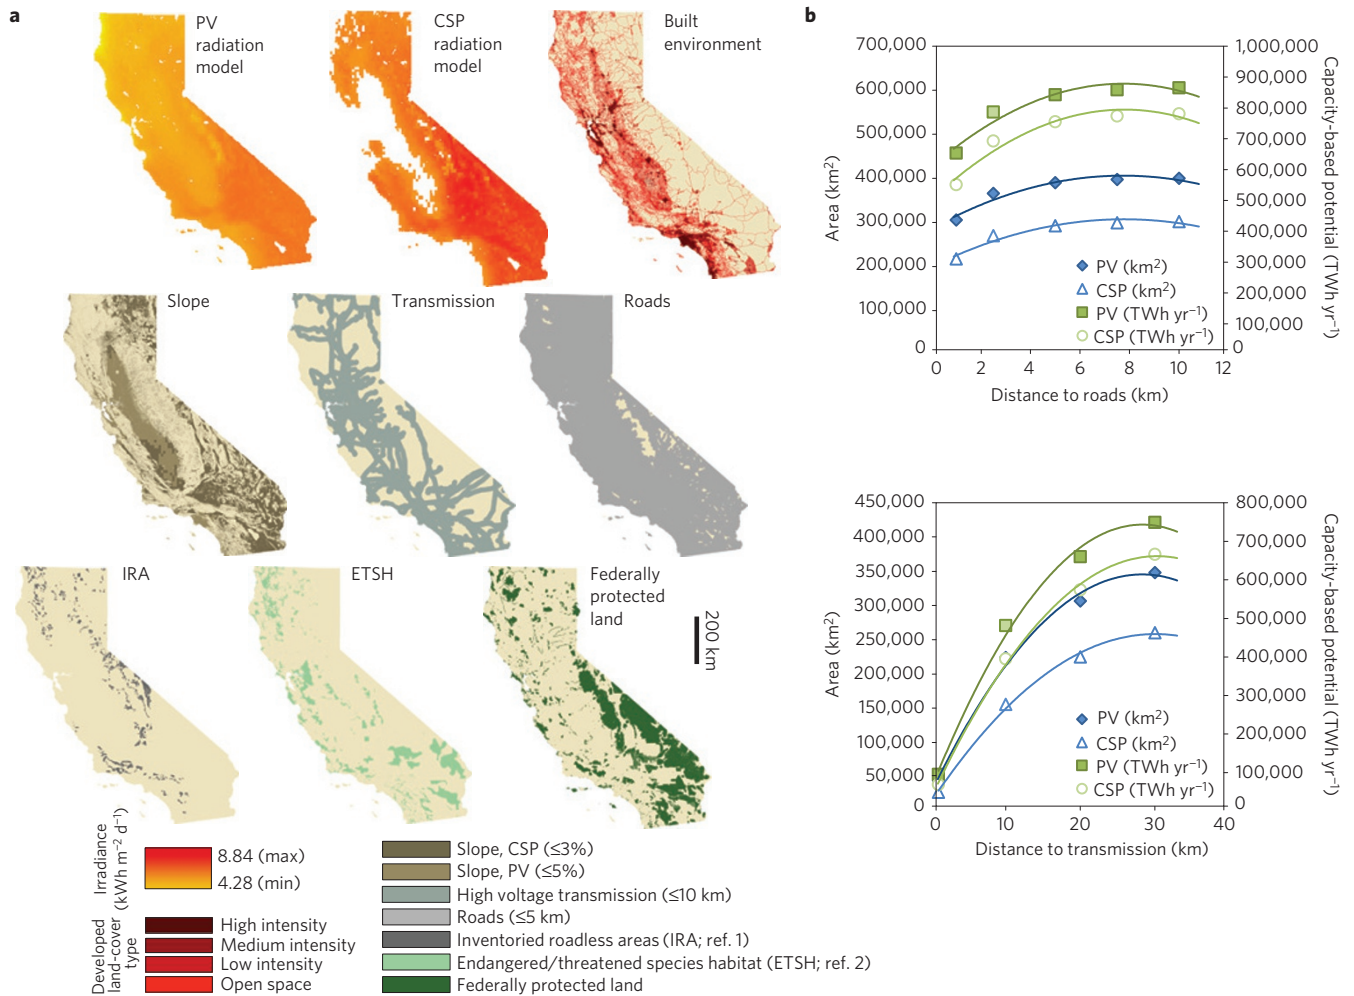 a
PV
radiation
model
CSP
radiation
model
Built
environment
Slope
Transmission
Roads
IRA
ETSH
Federally
protected
land
200 km
Irradiance
(kWh m−2 d−1)
8.84 (max)
4.28 (min)
Developed
land-cover
type
High intensity
Medium intensity
Low intensity
Open space
Slope, CSP (≤3%)
Slope, PV (≤5%)
High voltage transmission (≤10 km)
Roads (≤5 km)
Inventoried roadless areas (IRA; ref. 1)
Endangered/threatened species habitat (ETSH; ref. 2)
Federally protected land
b
700,000
600,000
500,000
400,000
300,000
200,000
100,000
0
Area (km2)
1,000,000
900,000
800,000
700,000
600,000
500,000
400,000
300,000
200,000
100,000
0
Capacity-based potential (TWh yr−1)
PV (km2)
CSP (km2)
PV (TWh yr−1)
CSP (TWh yr−1)
0 2 4 6 8 10 12
Distance to roads (km)
450,000
400,000
350,000
300,000
250,000
200,000
150,000
100,000
50,000
0
Area (km2)
800,000
700,000
600,000
500,000
400,000
300,000
200,000
100,000
0
Capacity-based potential (TWh yr−1)
PV (km2)
CSP (km2)
PV (TWh yr−1)
CSP (TWh yr−1)
0 10 20 30 40
Distance to transmission (km)